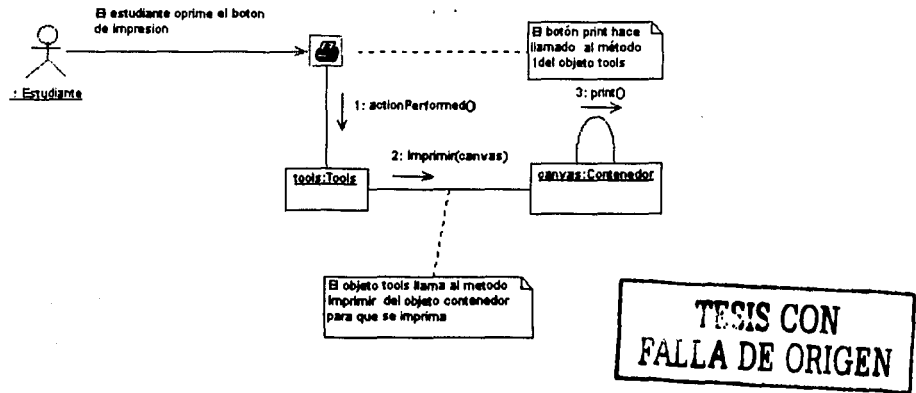 El estudiante oprime el boton
de impresion
: Estudiante
El botón print hace
llamado al método
1del objeto tools
1: actionPerformed()
3: print()
2: Imprimir(canvas)
tools:Tools
canvas:Contenedor
El objeto tools llama al metodo
Imprimir del objeto contenedor
para que se imprima
TESIS CON
FALLA DE ORIGEN